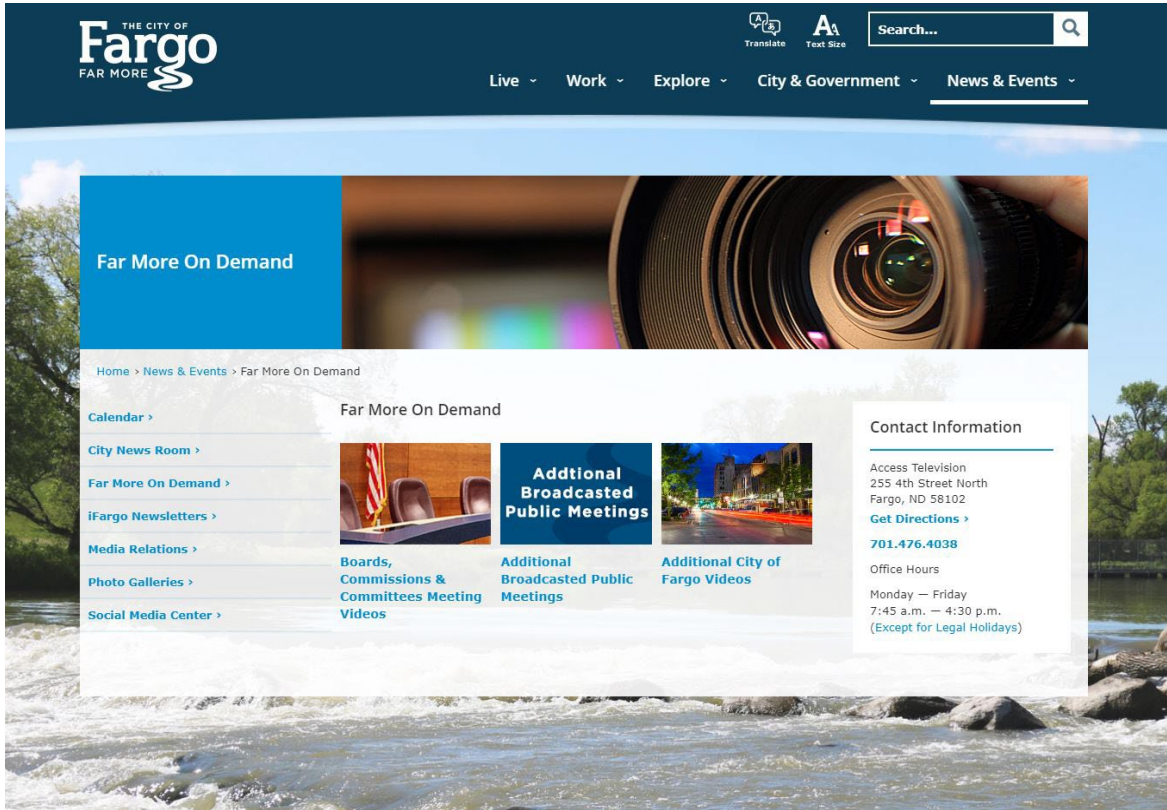 THE CITY OF
Fargo
FAR MORE
Translate
Text Size
Search...
Live
Work
Explore
City & Government
News & Events
Far More On Demand
Home › News & Events › Far More On Demand
Calendar ›
City News Room ›
Far More On Demand ›
iFargo Newsletters ›
Media Relations ›
Photo Galleries ›
Social Media Center ›
Far More On Demand
Addtional
Broadcasted
Public Meetings
Boards,
Commissions &
Committees Meeting
Videos
Additional
Broadcasted Public
Meetings
Additional City of
Fargo Videos
Contact Information
Access Television
255 4th Street North
Fargo, ND 58102
Get Directions ›
701.476.4038
Office Hours
Monday — Friday
7:45 a.m. — 4:30 p.m.
(Except for Legal Holidays)